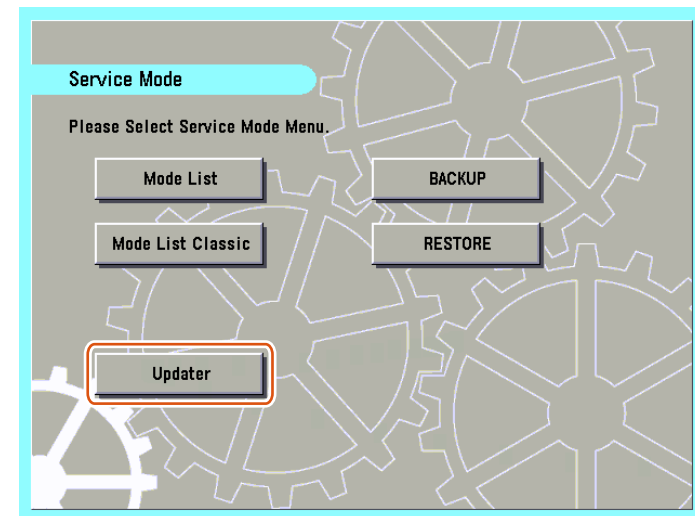 Service Mode
Please Select Service Mode Menu.
Mode List
BACKUP
Mode List Classic
RESTORE
Updater